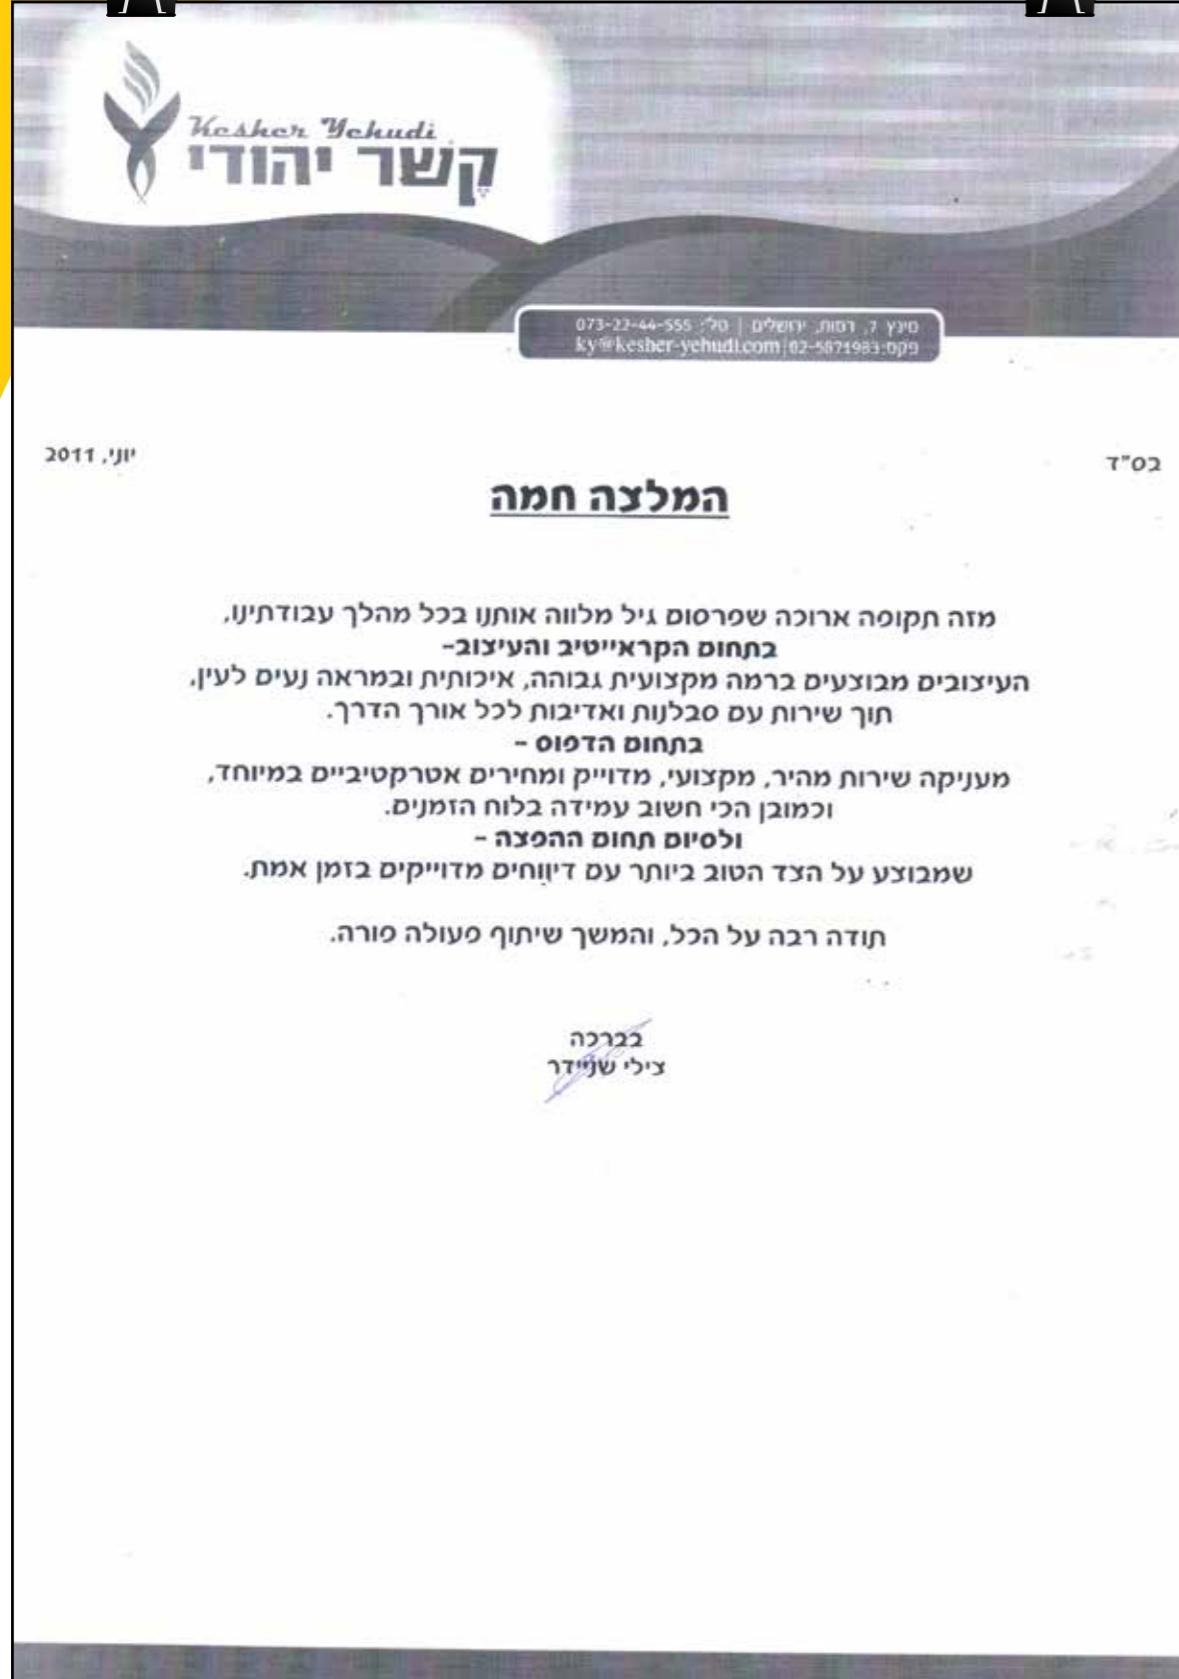 Kesher Yehudi
קשר יהודי
מינץ 7, רמות, ירושלים | טל': 073-22-44-555
פקס: 02-5871983 | ky@kesher-yehudi.com
בס"ד
יוני, 2011
המלצה חמה
מזה תקופה ארוכה שפרסום גיל מלווה אותנו בכל מהלך עבודתינו,
בתחום הקראייטיב והעיצוב-
העיצובים מבוצעים ברמה מקצועית גבוהה, איכותית ובמראה נעים לעין,
תוך שירות עם סבלנות ואדיבות לכל אורך הדרך.
בתחום הדפוס -
מעניקה שירות מהיר, מקצועי, מדוייק ומחירים אטרקטיביים במיוחד,
וכמובן הכי חשוב עמידה בלוח הזמנים.
ולסיום תחום ההפצה -
שמבוצע על הצד הטוב ביותר עם דיווחים מדוייקים בזמן אמת.
תודה רבה על הכל, והמשך שיתוף פעולה פורה.
בברכה
צילי שניידר